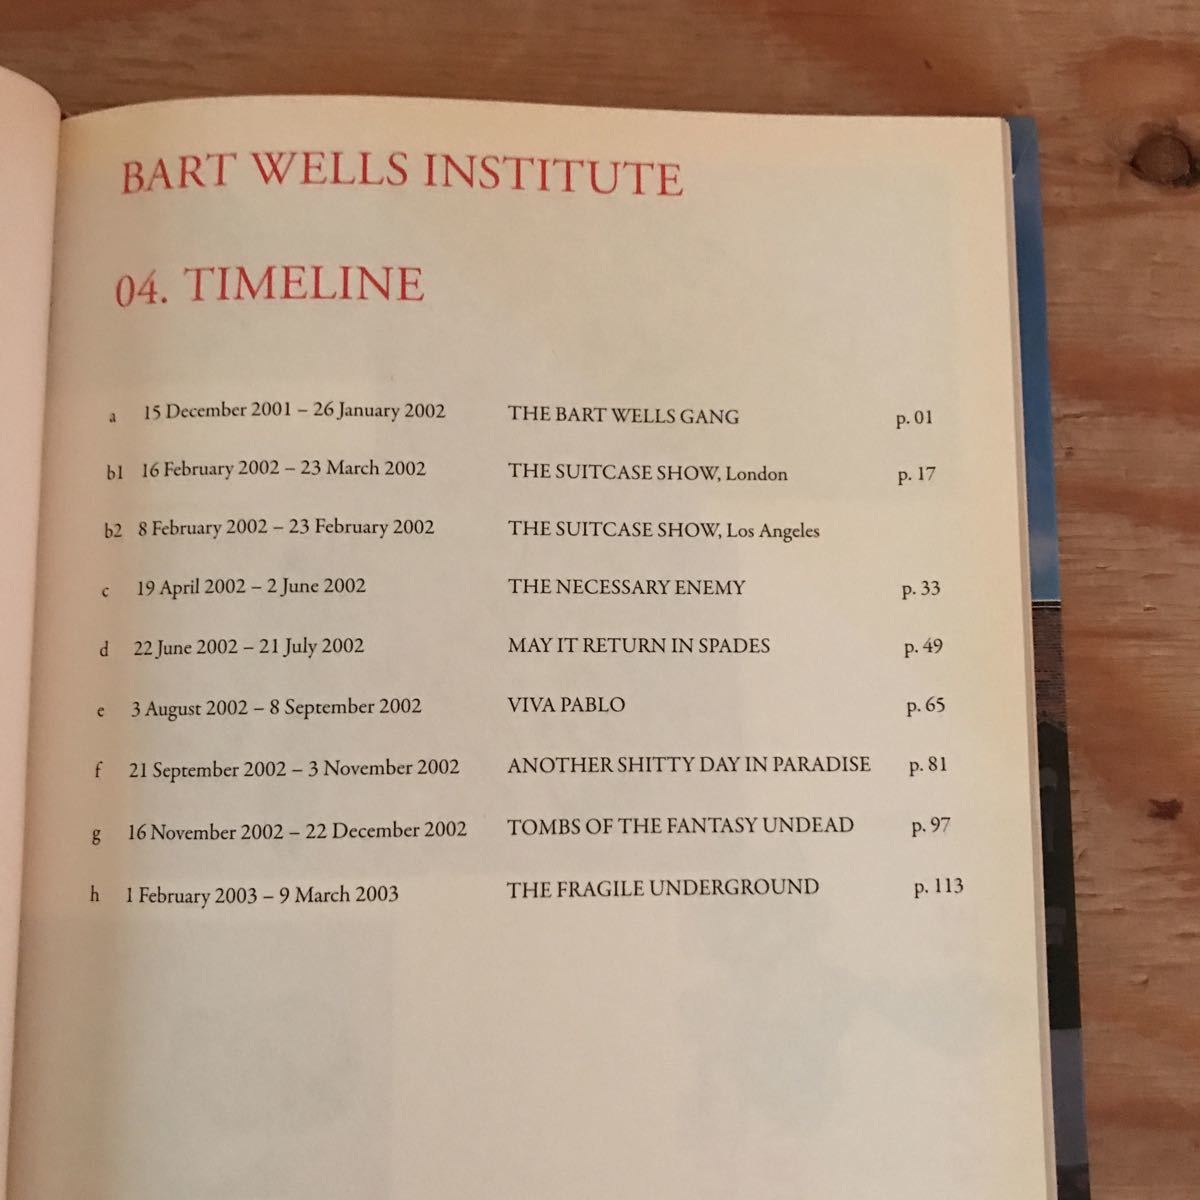 BART WELLS INSTITUTE
04. TIMELINE
a 15 December 2001 – 26 January 2002 THE BART WELLS GANG p. 01
b1 16 February 2002 – 23 March 2002 THE SUITCASE SHOW, London p. 17
b2 8 February 2002 – 23 February 2002 THE SUITCASE SHOW, Los Angeles
c 19 April 2002 – 2 June 2002 THE NECESSARY ENEMY p. 33
d 22 June 2002 – 21 July 2002 MAY IT RETURN IN SPADES p. 49
e 3 August 2002 – 8 September 2002 VIVA PABLO p. 65
f 21 September 2002 – 3 November 2002 ANOTHER SHITTY DAY IN PARADISE p. 81
g 16 November 2002 – 22 December 2002 TOMBS OF THE FANTASY UNDEAD p. 97
h 1 February 2003 – 9 March 2003 THE FRAGILE UNDERGROUND p. 113